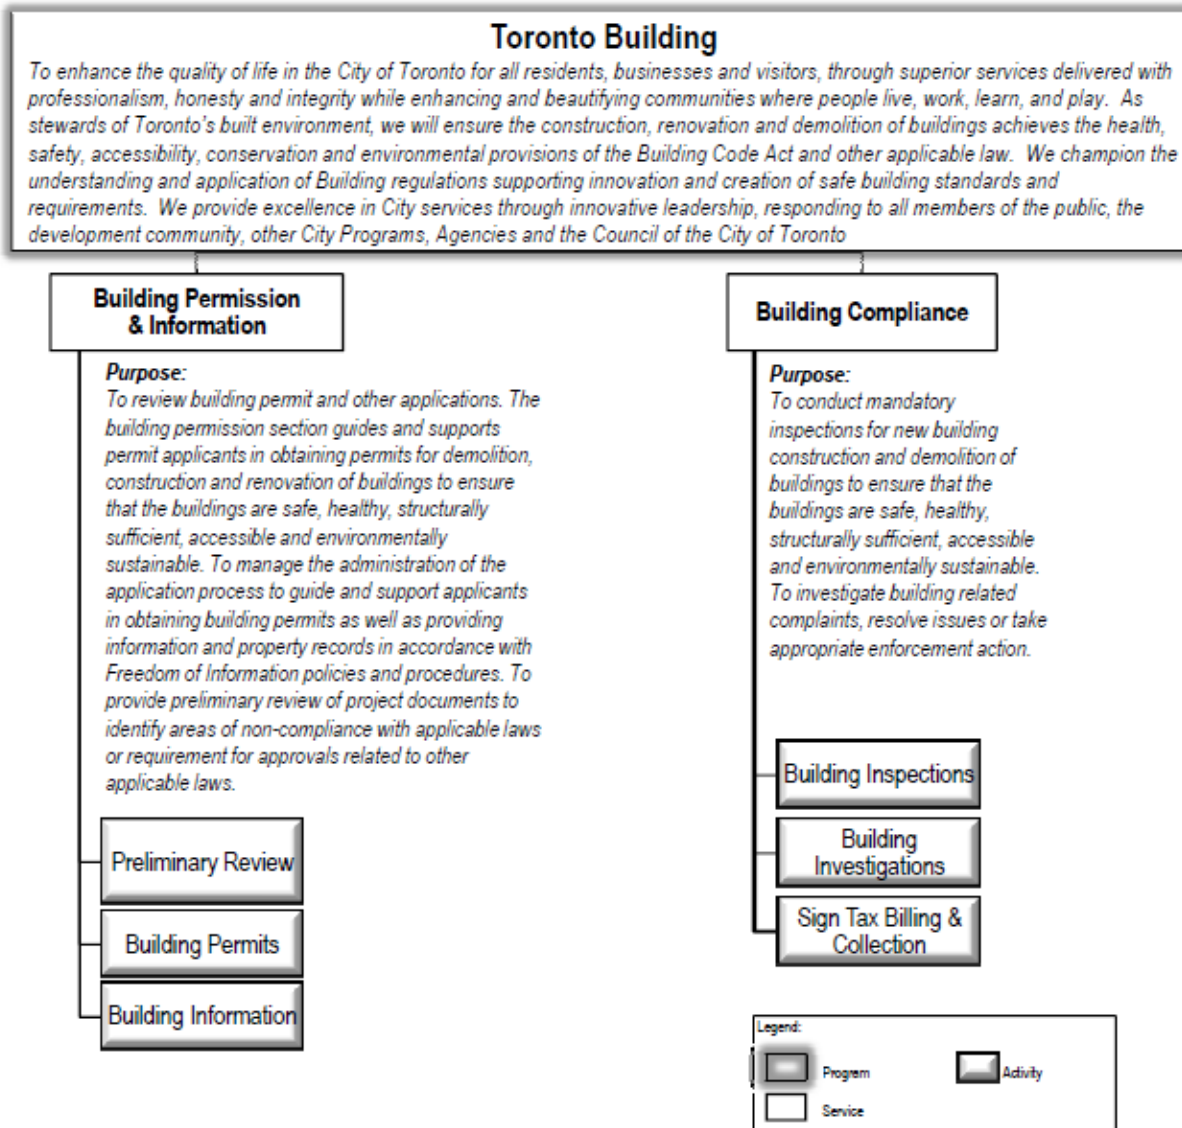 Toronto Building
To enhance the quality of life in the City of Toronto for all residents, businesses and visitors, through superior services delivered with
professionalism, honesty and integrity while enhancing and beautifying communities where people live, work, learn, and play. As
stewards of Toronto's built environment, we will ensure the construction, renovation and demolition of buildings achieves the health,
safety, accessibility, conservation and environmental provisions of the Building Code Act and other applicable law. We champion the
understanding and application of Building regulations supporting innovation and creation of safe building standards and
requirements. We provide excellence in City services through innovative leadership, responding to all members of the public, the
development community, other City Programs, Agencies and the Council of the City of Toronto
Building Permission
& Information
Purpose:
To review building permit and other applications. The
building permission section guides and supports
permit applicants in obtaining permits for demolition,
construction and renovation of buildings to ensure
that the buildings are safe, healthy, structurally
sufficient, accessible and environmentally
sustainable. To manage the administration of the
application process to guide and support applicants
in obtaining building permits as well as providing
information and property records in accordance with
Freedom of Information policies and procedures. To
provide preliminary review of project documents to
identify areas of non-compliance with applicable laws
or requirement for approvals related to other
applicable laws.
Preliminary Review
Building Permits
Building Information
Building Compliance
Purpose:
To conduct mandatory
inspections for new building
construction and demolition of
buildings to ensure that the
buildings are safe, healthy,
structurally sufficient, accessible
and environmentally sustainable.
To investigate building related
complaints, resolve issues or take
appropriate enforcement action.
Building Inspections
Building
Investigations
Sign Tax Billing &
Collection
Legend:
Program
Activity
Service